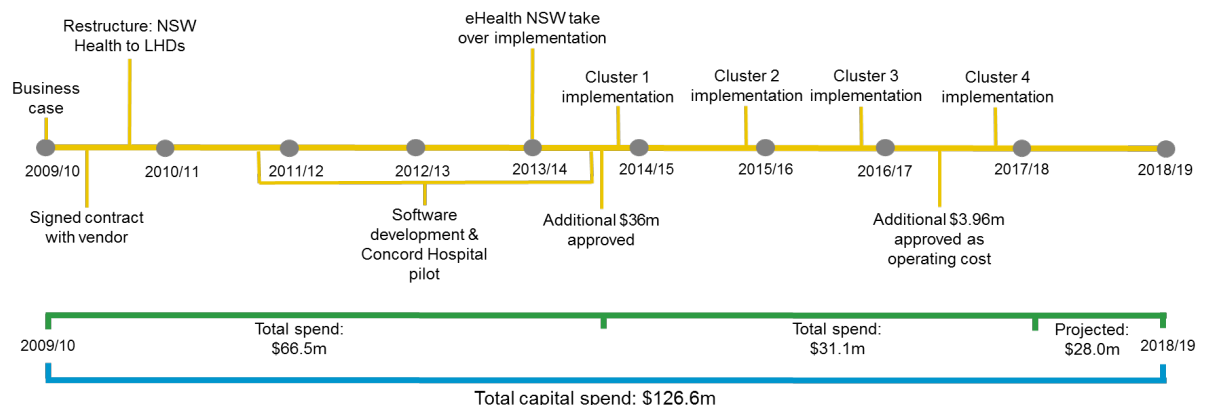 Restructure: NSW
Health to LHDs
eHealth NSW take
over implementation
Business
case
Cluster 1
implementation
Cluster 2
implementation
Cluster 3
implementation
Cluster 4
implementation
2009/10
2010/11
2011/12
2012/13
2013/14
2014/15
2015/16
2016/17
2017/18
2018/19
Signed contract
with vendor
Software
development &
Concord Hospital
pilot
Additional $36m
approved
Additional $3.96m
approved as
operating cost
2009/10
Total spend:
$66.5m
Total spend:
$31.1m
Projected:
$28.0m
2018/19
Total capital spend: $126.6m